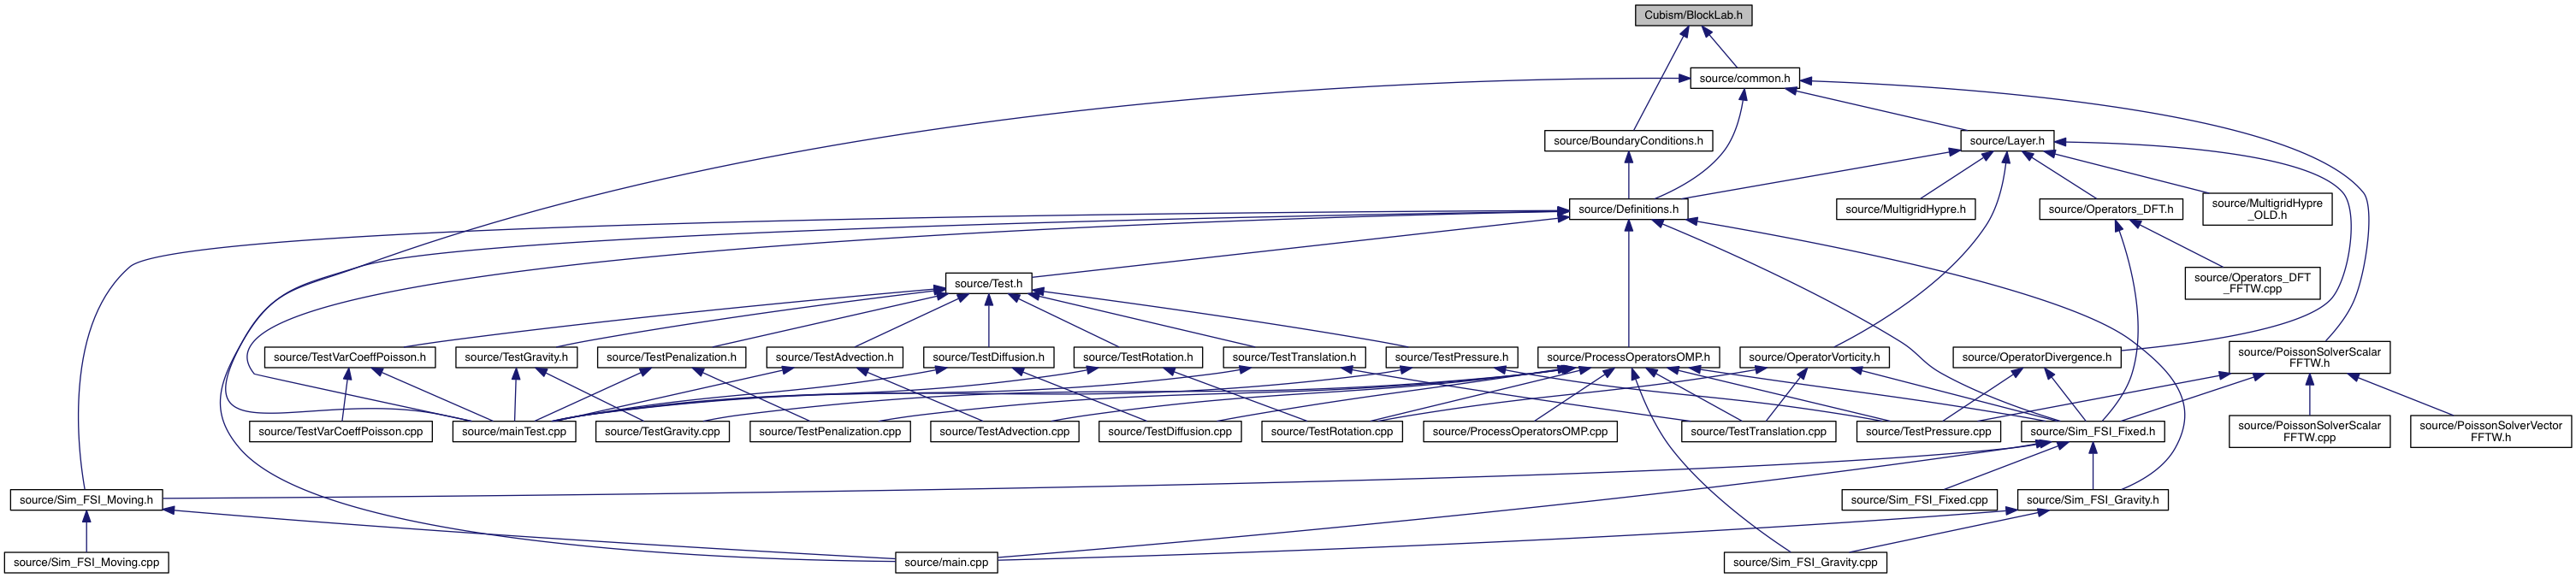 Cubism/BlockLab.h
source/common.h
source/BoundaryConditions.h
source/Layer.h
source/Definitions.h
source/MultigridHypre.h
source/Operators_DFT.h
source/MultigridHypre
_OLD.h
source/Test.h
source/Operators_DFT
_FFTW.cpp
source/TestVarCoeffPoisson.h
source/TestGravity.h
source/TestPenalization.h
source/TestAdvection.h
source/TestDiffusion.h
source/TestRotation.h
source/TestTranslation.h
source/TestPressure.h
source/ProcessOperatorsOMP.h
source/OperatorVorticity.h
source/OperatorDivergence.h
source/PoissonSolverScalar
FFTW.h
source/TestVarCoeffPoisson.cpp
source/mainTest.cpp
source/TestGravity.cpp
source/TestPenalization.cpp
source/TestAdvection.cpp
source/TestDiffusion.cpp
source/TestRotation.cpp
source/ProcessOperatorsOMP.cpp
source/TestTranslation.cpp
source/TestPressure.cpp
source/Sim_FSI_Fixed.h
source/PoissonSolverScalar
FFTW.cpp
source/PoissonSolverVector
FFTW.h
source/Sim_FSI_Moving.h
source/Sim_FSI_Fixed.cpp
source/Sim_FSI_Gravity.h
source/Sim_FSI_Moving.cpp
source/main.cpp
source/Sim_FSI_Gravity.cpp